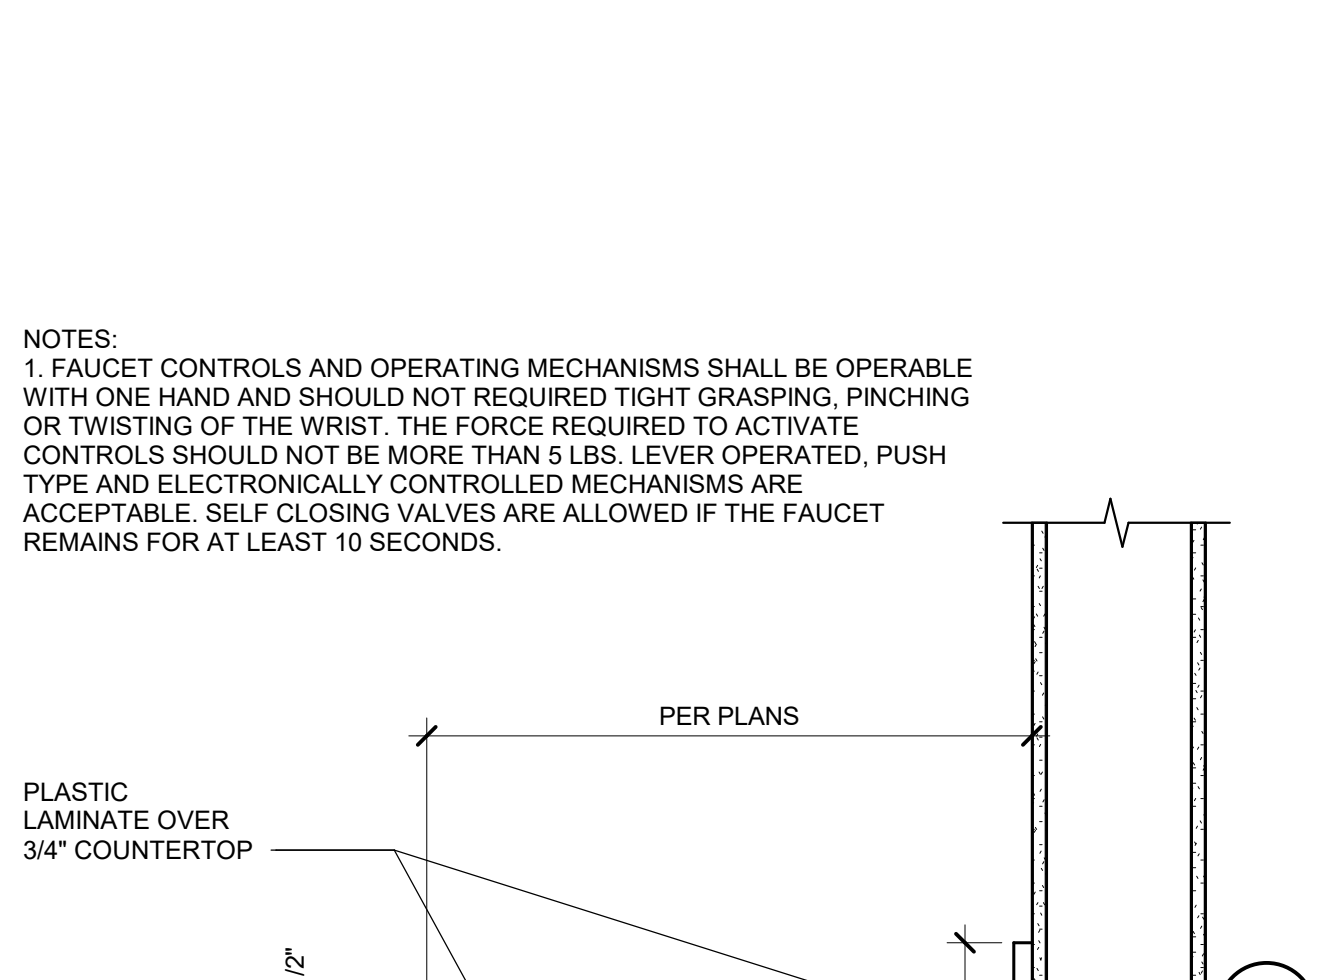 NOTES:
1. FAUCET CONTROLS AND OPERATING MECHANISMS SHALL BE OPERABLE
WITH ONE HAND AND SHOULD NOT REQUIRED TIGHT GRASPING, PINCHING
OR TWISTING OF THE WRIST. THE FORCE REQUIRED TO ACTIVATE
CONTROLS SHOULD NOT BE MORE THAN 5 LBS. LEVER OPERATED, PUSH
TYPE AND ELECTRONICALLY CONTROLLED MECHANISMS ARE
ACCEPTABLE. SELF CLOSING VALVES ARE ALLOWED IF THE FAUCET
REMAINS FOR AT LEAST 10 SECONDS.
PER PLANS
PLASTIC
LAMINATE OVER
3/4" COUNTERTOP
/2"